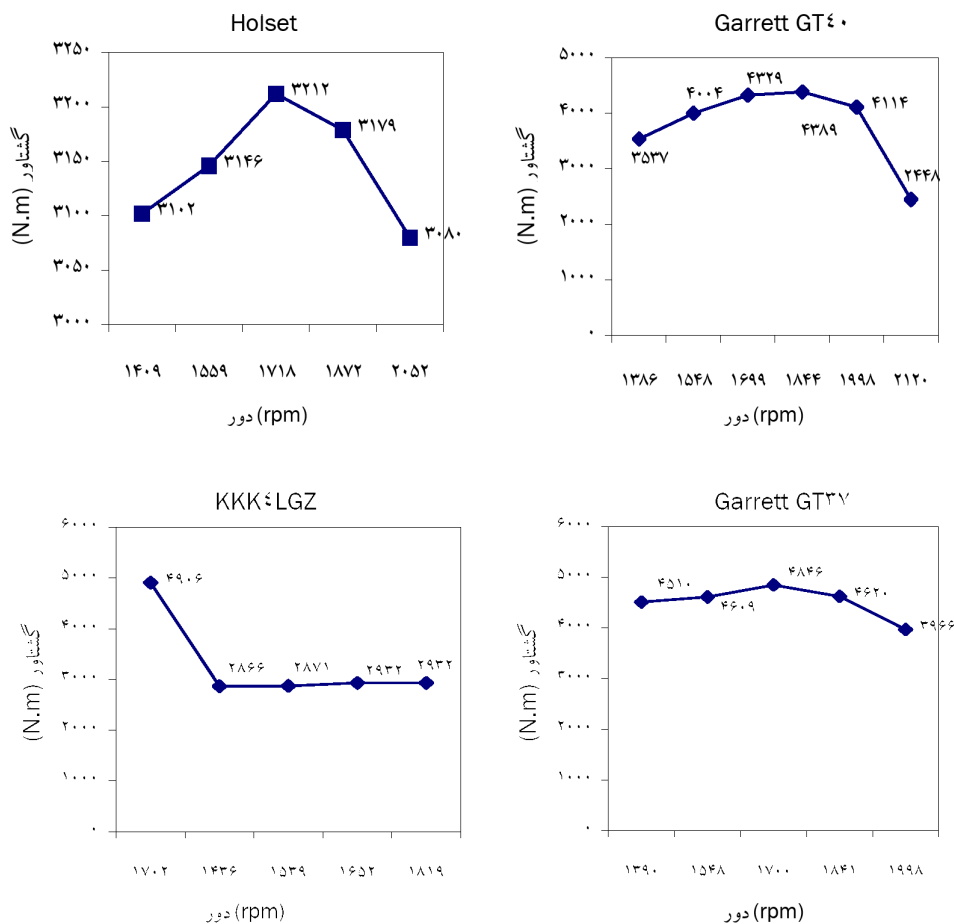 Holset
گشتاور (N.m)
۳۲۵۰
۳۲۰۰
۳۱۵۰
۳۱۰۰
۳۰۵۰
۳۰۰۰
۳۱۰۲
۳۱۴۶
۳۲۱۲
۳۱۷۹
۳۰۸۰
۱۴۰۹ ۱۵۵۹ ۱۷۱۸ ۱۸۷۲ ۲۰۵۲
دور (rpm)
Garrett GT٤٠
گشتاور (N.m)
۵۰۰۰
۴۰۰۰
۳۰۰۰
۲۰۰۰
۱۰۰۰
۰
۳۵۳۷
۴۰۰۴
۴۳۲۹
۴۳۸۹
۴۱۱۴
۲۴۴۸
۱۳۸۶ ۱۵۴۸ ۱۶۹۹ ۱۸۴۴ ۱۹۹۸ ۲۱۲۰
دور (rpm)
KKK٤LGZ
گشتاور (N.m)
۶۰۰۰
۵۰۰۰
۴۰۰۰
۳۰۰۰
۲۰۰۰
۱۰۰۰
۰
۴۹۰۶
۲۸۶۶
۲۸۷۱
۲۹۳۲
۲۹۳۲
۱۷۰۲ ۱۴۳۶ ۱۵۳۹ ۱۶۵۲ ۱۸۱۹
دور (rpm)
Garrett GT۳۷
گشتاور (N.m)
۶۰۰۰
۵۰۰۰
۴۰۰۰
۳۰۰۰
۲۰۰۰
۱۰۰۰
۰
۴۵۱۰
۴۶۰۹
۴۸۴۶
۴۶۲۰
۳۹۶۶
۱۳۹۰ ۱۵۴۸ ۱۷۰۰ ۱۸۴۱ ۱۹۹۸
دور (rpm)